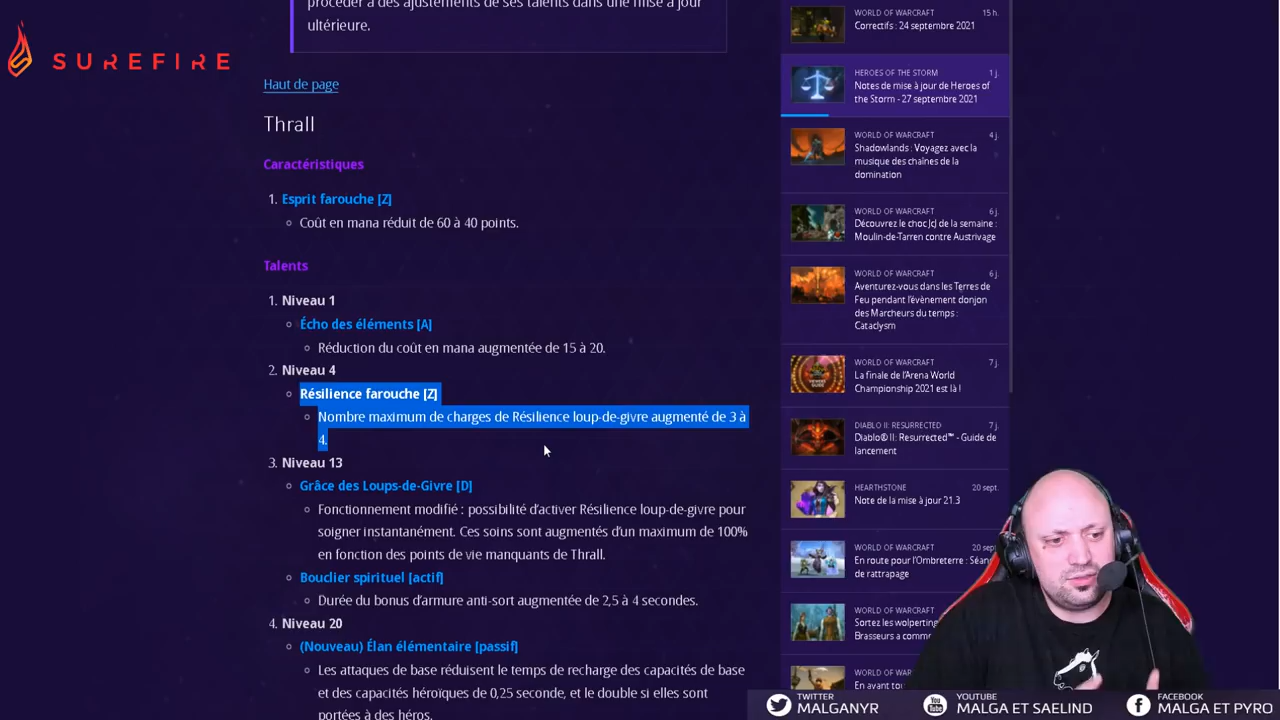 procéder à des ajustements de ses talents dans une mise à jour
ultérieure.
SUREFIRE
Haut de page
Thrall
Caractéristiques
1. Esprit farouche [Z]
Coût en mana réduit de 60 à 40 points.
Talents
1. Niveau 1
Écho des éléments [A]
Réduction du coût en mana augmentée de 15 à 20.
2. Niveau 4
Résilience farouche [Z]
Nombre maximum de charges de Résilience loup-de-givre augmenté de 3 à
4.
3. Niveau 13
Grâce des Loups-de-Givre [D]
Fonctionnement modifié : possibilité d'activer Résilience loup-de-givre pour
soigner instantanément. Ces soins sont augmentés d'un maximum de 100%
en fonction des points de vie manquants de Thrall.
Bouclier spirituel [actif]
Durée du bonus d'armure anti-sort augmentée de 2,5 à 4 secondes.
4. Niveau 20
(Nouveau) Élan élémentaire [passif]
Les attaques de base réduisent le temps de recharge des capacités de base
et des capacités héroïques de 0,25 seconde, et le double si elles sont
portées à des héros.
WORLD OF WARCRAFT 15 h.
Correctifs : 24 septembre 2021
HEROES OF THE STORM 1 j.
Notes de mise à jour de Heroes of
the Storm - 27 septembre 2021
WORLD OF WARCRAFT 4 j.
Shadowlands : Voyagez avec la
musique des chaînes de la
domination
WORLD OF WARCRAFT 6 j.
Découvrez le choc JcJ de la semaine :
Moulin-de-Tarren contre Austrivage
WORLD OF WARCRAFT 6 j.
Aventurez-vous dans les Terres de
Feu pendant l'évènement donjon
des Marcheurs du temps :
Cataclysm
WORLD OF WARCRAFT 7 j.
La finale de l'Arena World
Championship 2021 est là !
DIABLO II: RESURRECTED 7 j.
Diablo® II: Resurrected™ - Guide de
lancement
HEARTHSTONE 20 sept.
Note de la mise à jour 21.3
WORLD OF WARCRAFT 20 sept.
En route pour l'Ombreterre : Séan
de rattrapage
WORLD OF WARCRAFT
Sortez les wolperting
Brasseurs a comme
WORLD OF WAR
En avant tou
TWITTER
MALGANYR
YOUTUBE
MALGA ET SAELIND
FACEBOOK
MALGA ET PYRO